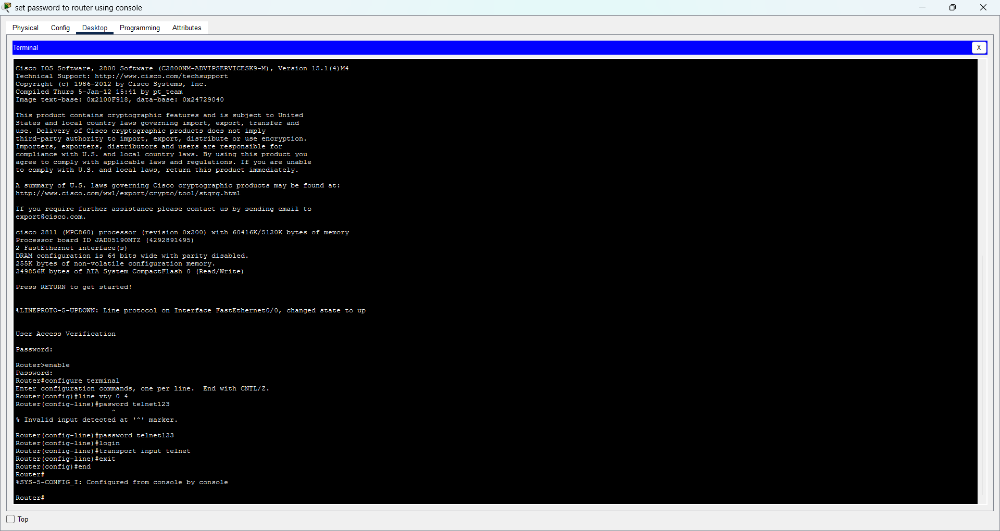 set password to router using console
Physical Config Desktop Programming Attributes
Terminal
X
Cisco IOS Software, 2800 Software (C2800NM-ADVIPSERVICESK9-M), Version 15.1(4)M4
Technical Support: http://www.cisco.com/techsupport
Copyright (c) 1986-2012 by Cisco Systems, Inc.
Compiled Thurs 5-Jan-12 15:41 by pt_team
Image text-base: 0x2100F918, data-base: 0x24729040
This product contains cryptographic features and is subject to United
States and local country laws governing import, export, transfer and
use. Delivery of Cisco cryptographic products does not imply
third-party authority to import, export, distribute or use encryption.
Importers, exporters, distributors and users are responsible for
compliance with U.S. and local country laws. By using this product you
agree to comply with applicable laws and regulations. If you are unable
to comply with U.S. and local laws, return this product immediately.
A summary of U.S. laws governing Cisco cryptographic products may be found at:
http://www.cisco.com/wwl/export/crypto/tool/stqrg.html
If you require further assistance please contact us by sending email to
export@cisco.com.
cisco 2811 (MPC860) processor (revision 0x200) with 60416K/5120K bytes of memory
Processor board ID JAD05190MTZ (4292891495)
2 FastEthernet interface(s)
DRAM configuration is 64 bits wide with parity disabled.
255K bytes of non-volatile configuration memory.
249856K bytes of ATA System CompactFlash 0 (Read/Write)
Press RETURN to get started!
%LINEPROTO-5-UPDOWN: Line protocol on Interface FastEthernet0/0, changed state to up
User Access Verification
Password:
Router>enable
Password:
Router#configure terminal
Enter configuration commands, one per line.  End with CNTL/Z.
Router(config)#line vty 0 4
Router(config-line)#pasword telnet123
^
% Invalid input detected at '^' marker.
Router(config-line)#password telnet123
Router(config-line)#login
Router(config-line)#transport input telnet
Router(config-line)#exit
Router(config)#end
Router#
%SYS-5-CONFIG_I: Configured from console by console
Router#
Top